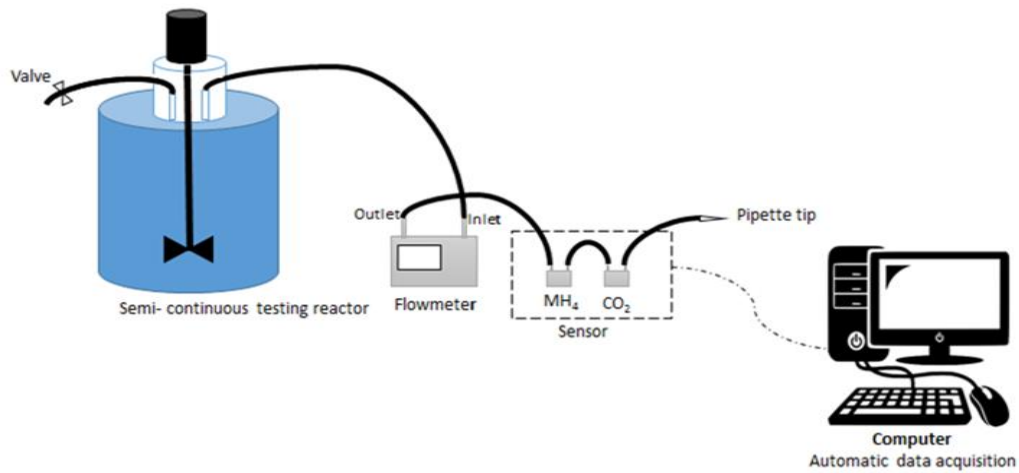 Valve
Outlet
Inlet
Pipette tip
Semi- continuous testing reactor
Flowmeter
MH₄
CO₂
Sensor
Computer
Automatic data acquisition